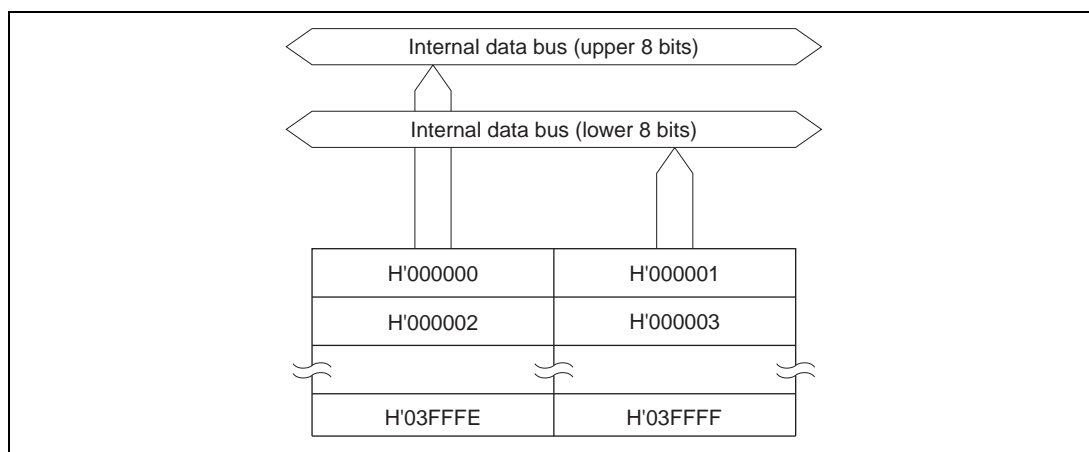 Internal data bus (upper 8 bits)
Internal data bus (lower 8 bits)
H'000000 H'000001
H'000002 H'000003
H'03FFFE H'03FFFF